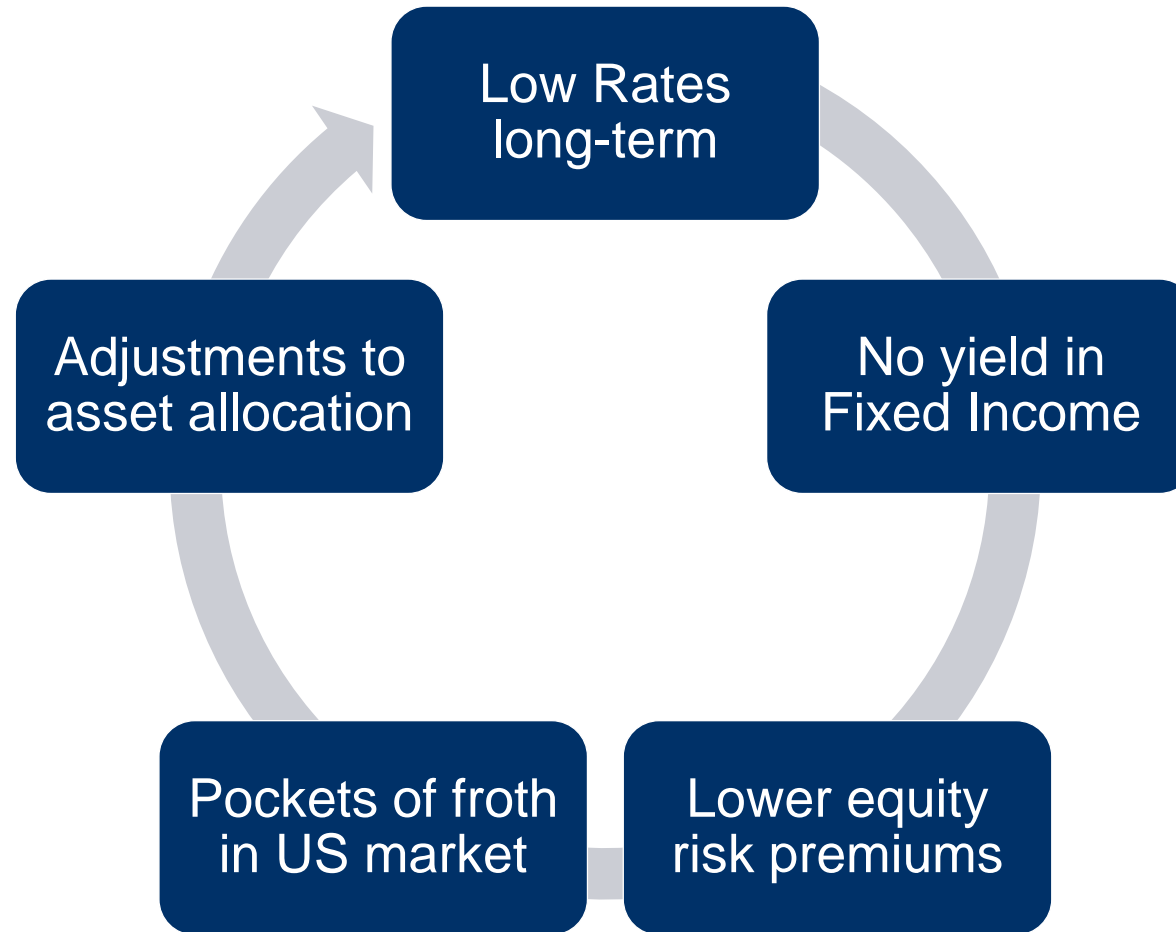 Low Rates
long-term
No yield in
Fixed Income
Lower equity
risk premiums
Pockets of froth
in US market
Adjustments to
asset allocation